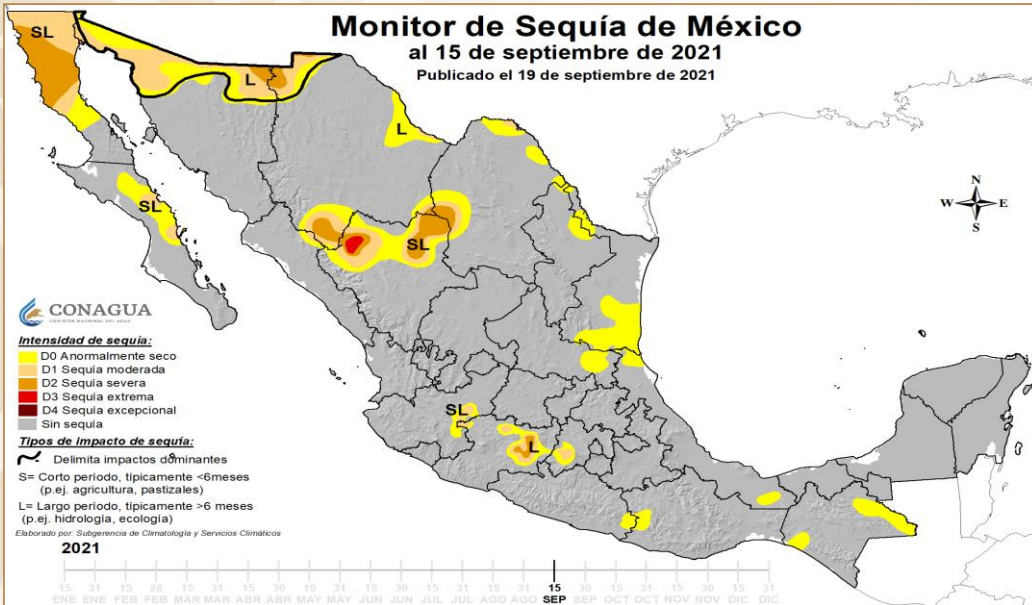 Monitor de Sequía de México
al 15 de septiembre de 2021
Publicado el 19 de septiembre de 2021
SL
L
L
SL
SL
SL
L
N
W E
S
CONAGUA
COMISIÓN NACIONAL DEL AGUA
Intensidad de sequía:
D0 Anormalmente seco
D1 Sequía moderada
D2 Sequía severa
D3 Sequía extrema
D4 Sequía excepcional
Sin sequía
Tipos de impacto de sequía:
Delimita impactos dominantes
S= Corto período, típicamente <6meses
(p.ej. agricultura, pastizales)
L= Largo período, típicamente >6 meses
(p.ej. hidrología, ecología)
Elaborado por: Subgerencia de Climatología y Servicios Climáticos
2021
15 31 15 28 15 31 15 30 15 31 15 30 15 31 15 31 15 30 15 31 15 30 15 31
ENE ENE FEB FEB MAR MAR ABR ABR MAY MAY JUN JUN JUL JUL AGO AGO SEP SEP OCT OCT NOV NOV DIC DIC